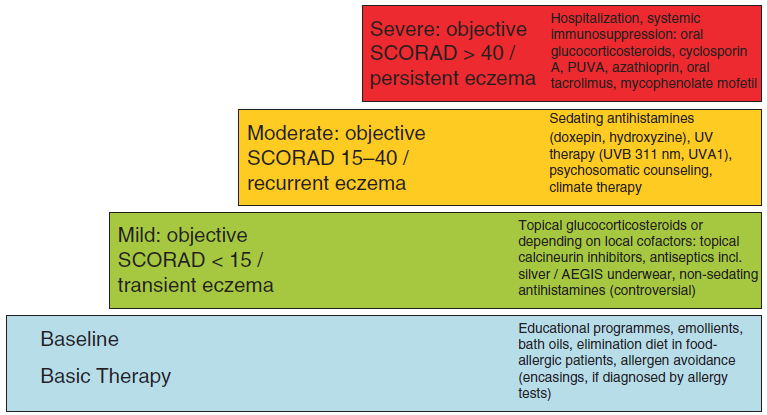 Severe: objective
SCORAD > 40 /
persistent eczema
Hospitalization, systemic
immunosuppression: oral
glucocorticosteroids, cyclosporin
A, PUVA, azathioprin, oral
tacrolimus, mycophenolate mofetil
Moderate: objective
SCORAD 15–40 /
recurrent eczema
Sedating antihistamines
(doxepin, hydroxyzine), UV
therapy (UVB 311 nm, UVA1),
psychosomatic counseling,
climate therapy
Mild: objective
SCORAD < 15 /
transient eczema
Topical glucocorticosteroids or
depending on local cofactors: topical
calcineurin inhibitors, antiseptics incl.
silver / AEGIS underwear, non-sedating
antihistamines (controversial)
Baseline
Basic Therapy
Educational programmes, emollients,
bath oils, elimination diet in food-
allergic patients, allergen avoidance
(encasings, if diagnosed by allergy
tests)